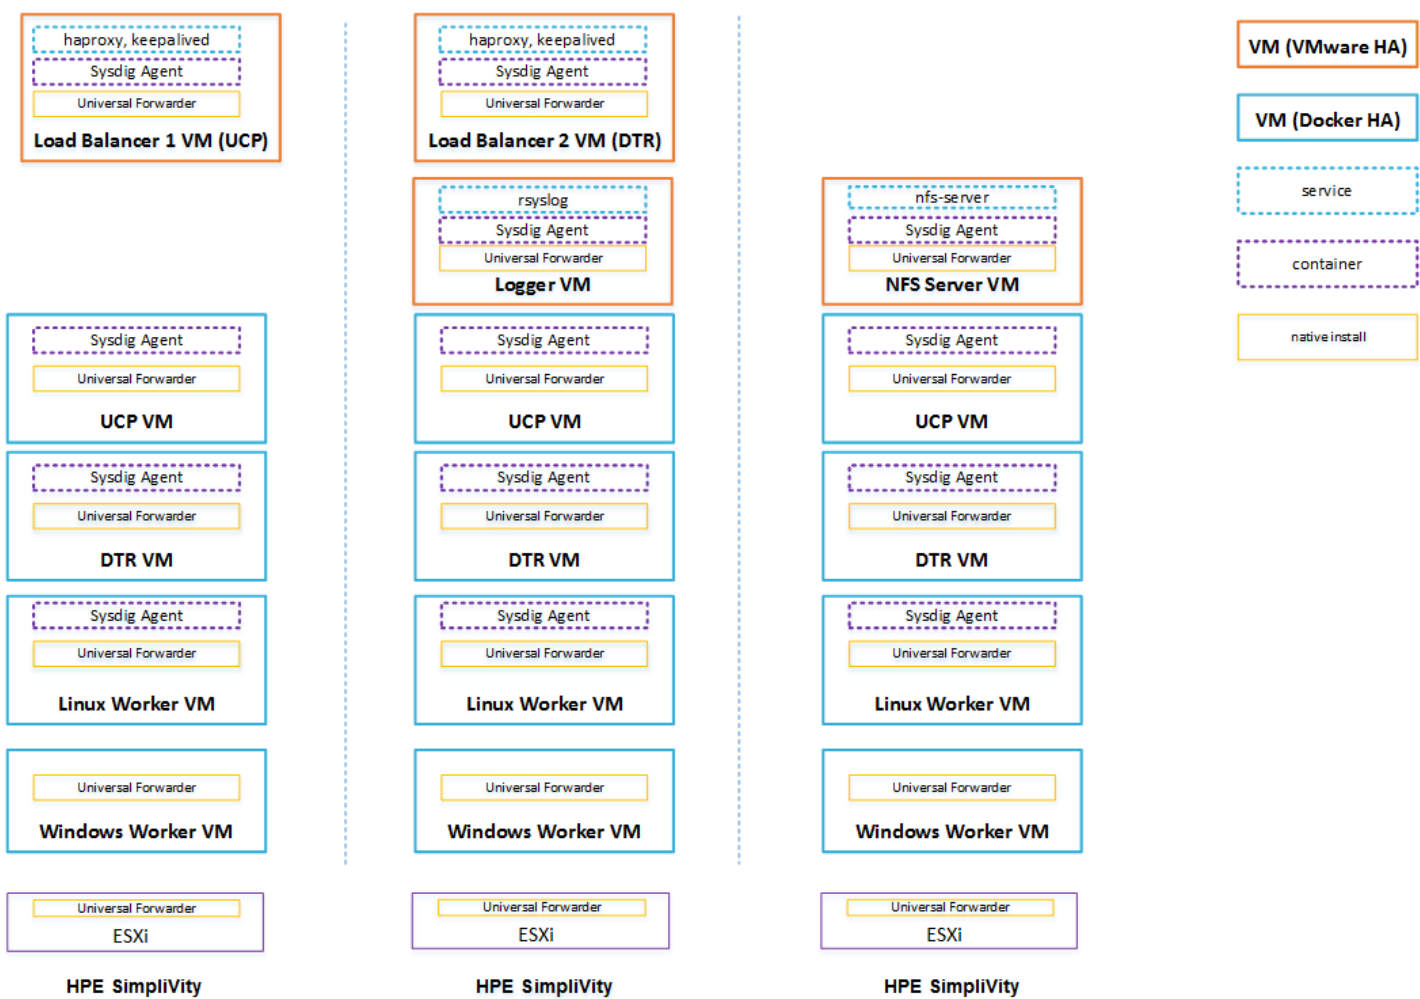 haproxy, keepalived
Sysdig Agent
Universal Forwarder
Load Balancer 1 VM (UCP)
UCP VM
Sysdig Agent
Universal Forwarder
DTR VM
Sysdig Agent
Universal Forwarder
Linux Worker VM
Sysdig Agent
Universal Forwarder
Windows Worker VM
Universal Forwarder
Universal Forwarder
ESXi
HPE SimpliVity
haproxy, keepalived
Sysdig Agent
Universal Forwarder
Load Balancer 2 VM (DTR)
rsyslog
Sysdig Agent
Universal Forwarder
Logger VM
Sysdig Agent
Universal Forwarder
UCP VM
Sysdig Agent
Universal Forwarder
DTR VM
Sysdig Agent
Universal Forwarder
Linux Worker VM
Universal Forwarder
Windows Worker VM
Universal Forwarder
ESXi
HPE SimpliVity
nfs-server
Sysdig Agent
Universal Forwarder
NFS Server VM
Sysdig Agent
Universal Forwarder
UCP VM
Sysdig Agent
Universal Forwarder
DTR VM
Sysdig Agent
Universal Forwarder
Linux Worker VM
Universal Forwarder
Windows Worker VM
Universal Forwarder
ESXi
HPE SimpliVity
VM (VMware HA)
VM (Docker HA)
service
container
native install